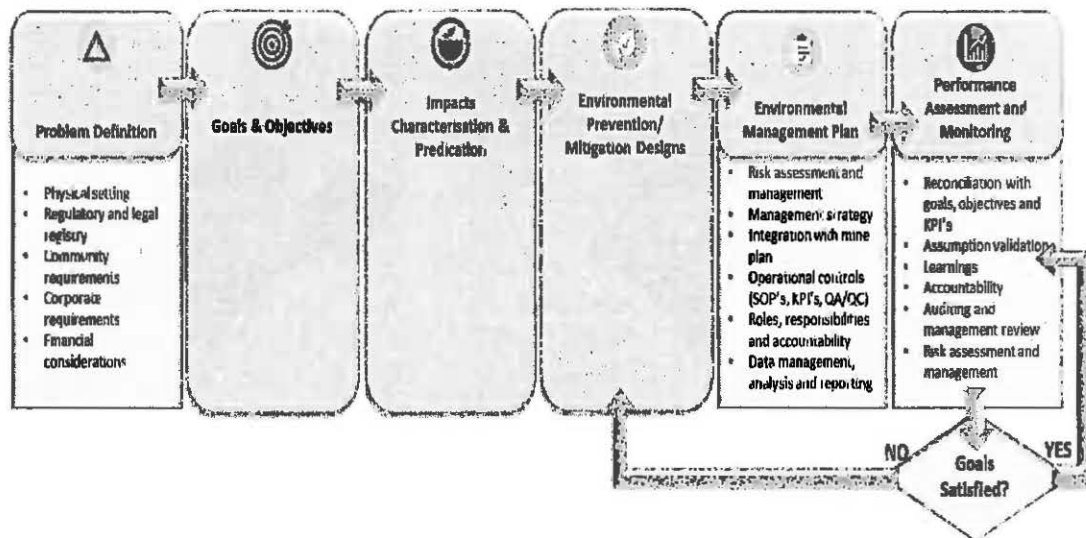 Problem Definition
• Physical setting
• Regulatory and legal
registry
• Community
requirements
• Corporate
requirements
• Financial
considerations
Goals & Objectives
Impacts
Characterisation &
Predication
Environmental
Prevention/
Mitigation Designs
Environmental
Management Plan
• Risk assessment and
management
• Management strategy
• Integration with mine
plan
• Operational controls
(SOP's, KPI's, QA/QC)
• Roles, responsibilities
and accountability
• Data management,
analysis and reporting
Performance
Assessment and
Monitoring
• Reconciliation with
goals, objectives and
KPI's
• Assumption validation
• Learnings
• Accountability
• Auditing and
management review
• Risk assessment and
management
NO
Goals
Satisfied?
YES